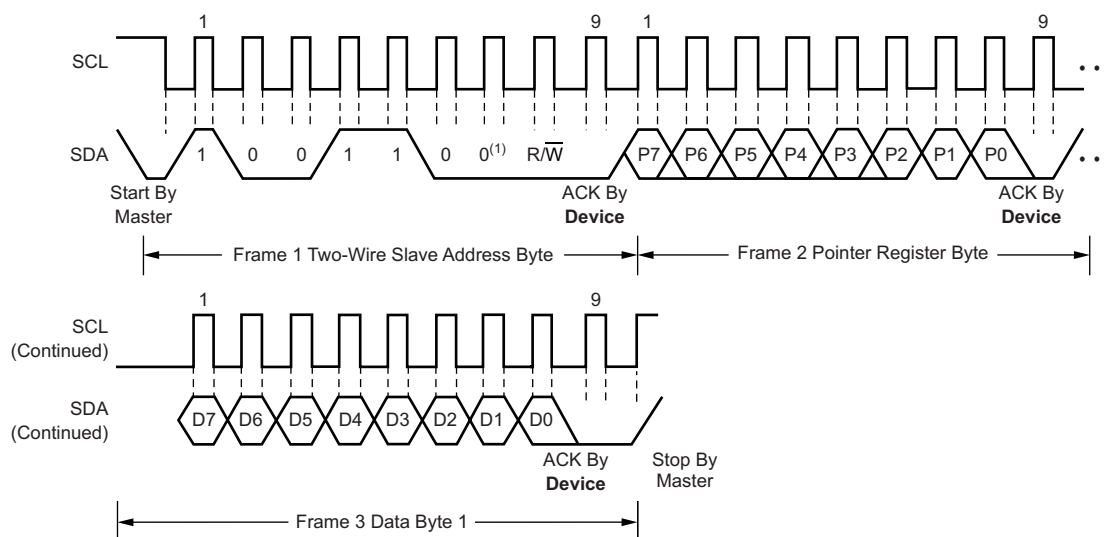 1 9 1 9
SCL
SDA 1 0 0 1 1 0 0(1) R/W̅ P7 P6 P5 P4 P3 P2 P1 P0
Start By
Master
ACK By
Device
ACK By
Device
Frame 1 Two-Wire Slave Address Byte
Frame 2 Pointer Register Byte
1 9
SCL
(Continued)
SDA
(Continued)
D7 D6 D5 D4 D3 D2 D1 D0
ACK By
Device
Stop By
Master
Frame 3 Data Byte 1